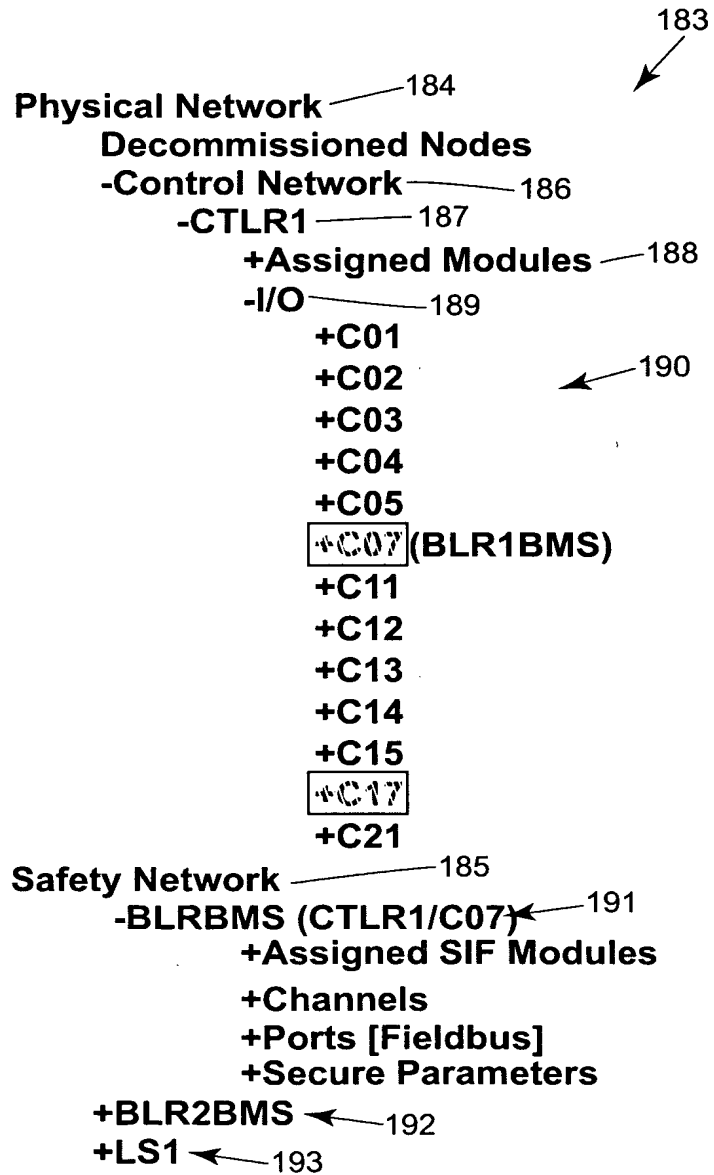 183
Physical Network 184
Decommissioned Nodes
-Control Network 186
-CTLR1 187
+Assigned Modules 188
-I/O 189
+C01
+C02 190
+C03
+C04
+C05
+C07 (BLR1BMS)
+C11
+C12
+C13
+C14
+C15
+C17
+C21
Safety Network 185
-BLRBMS (CTLR1/C07) 191
+Assigned SIF Modules
+Channels
+Ports [Fieldbus]
+Secure Parameters
+BLR2BMS 192
+LS1 193